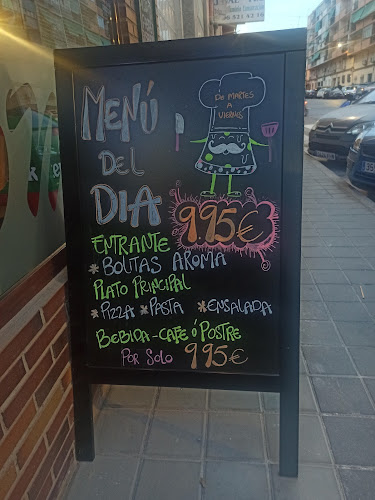 MENÚ
DEL
DIA
DE MARTES
A
VIERNES
9'95€
ENTRANTE
*BOLITAS AROMA
PLATO PRINCIPAL
*PIZZA *PASTA *ENSALADA
BEBIDA-CAFE Ó POSTRE
POR SOLO 9'95€